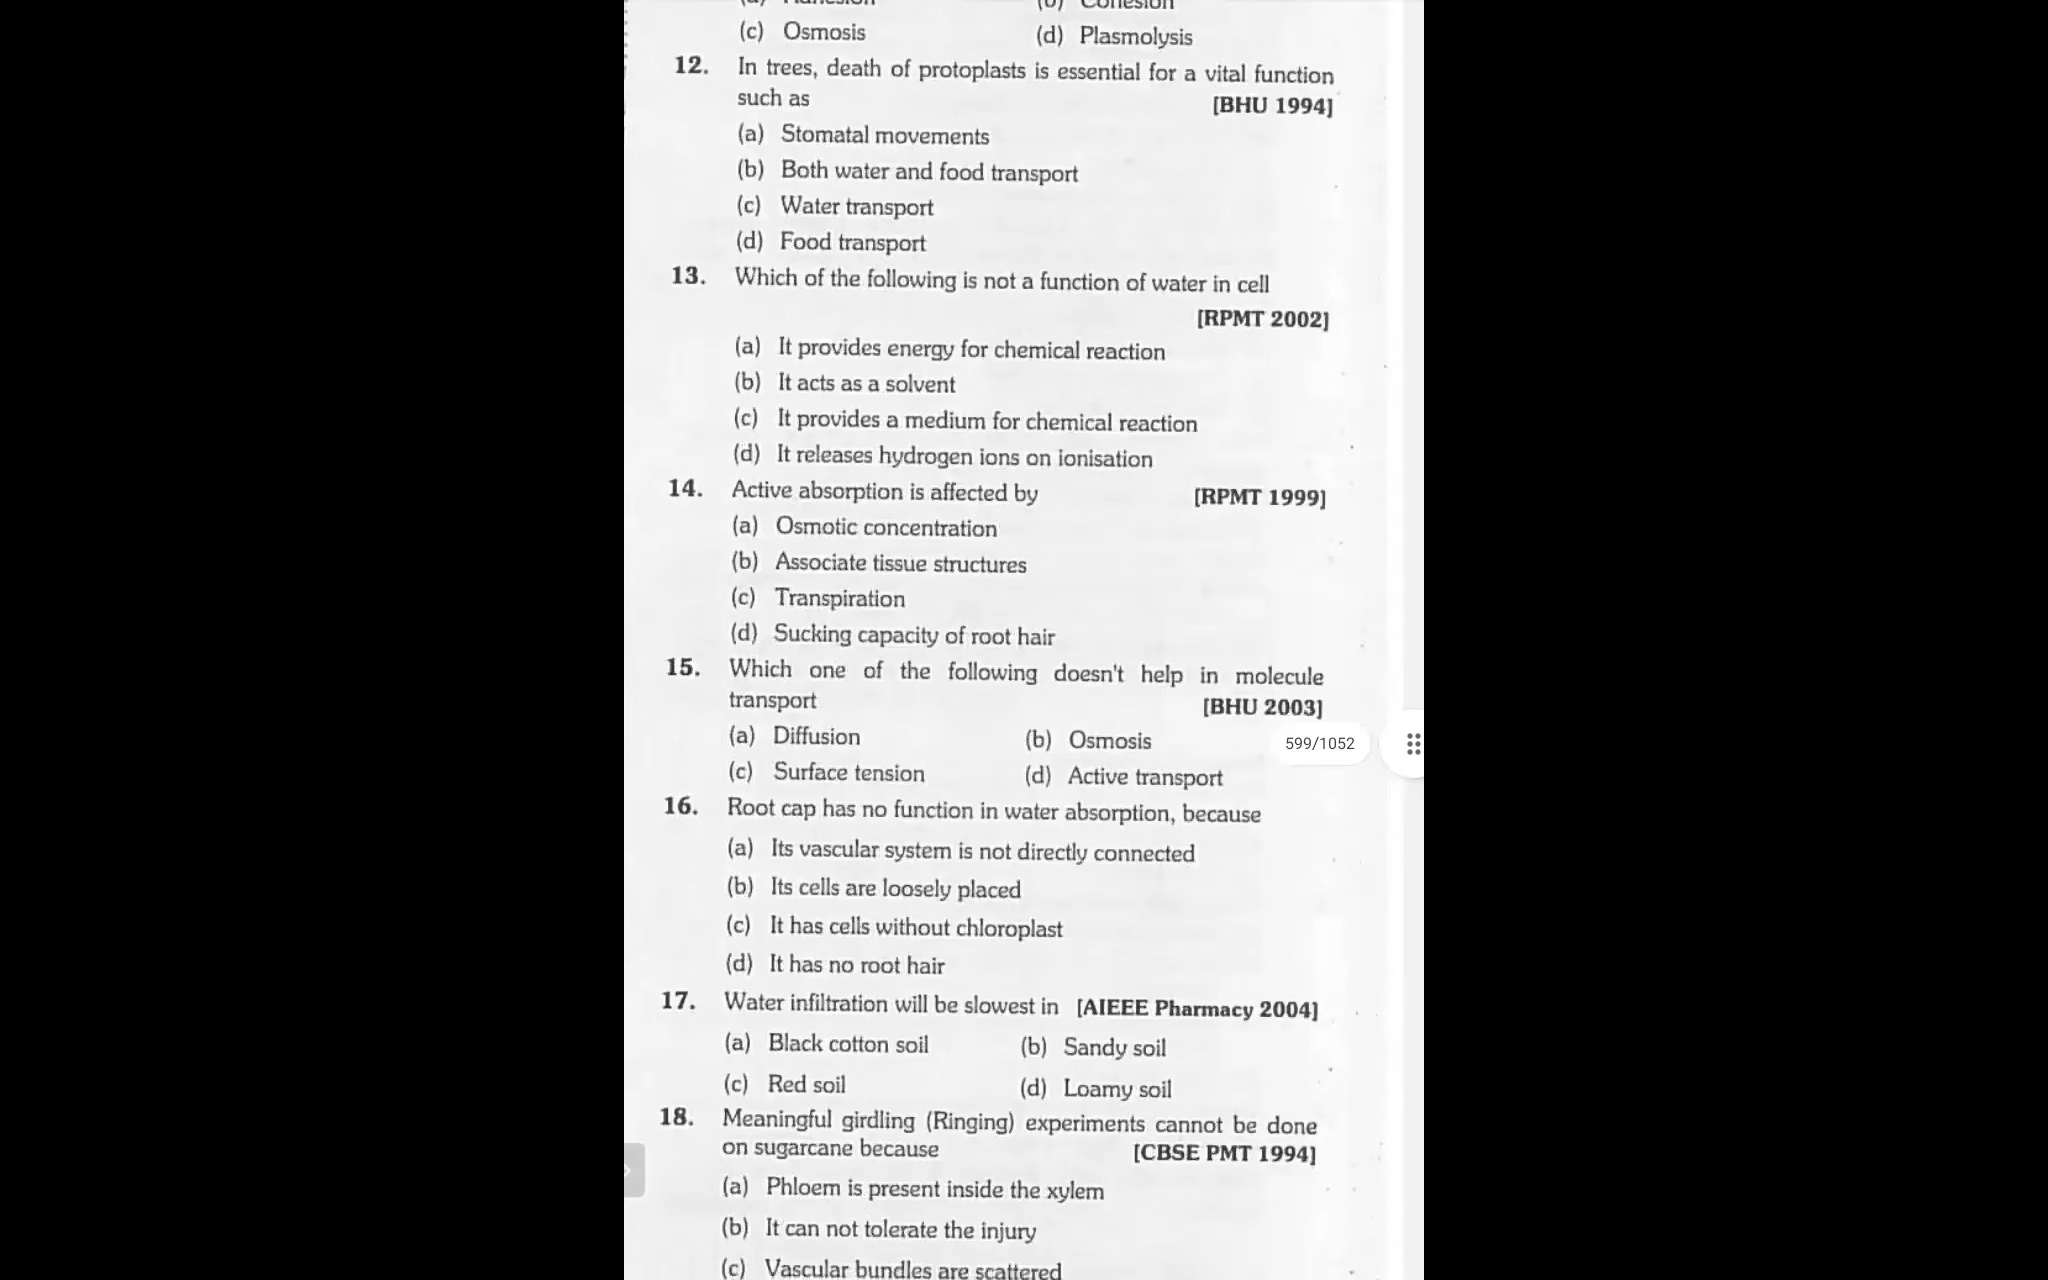 (c) Osmosis (d) Plasmolysis
12. In trees, death of protoplasts is essential for a vital function
such as [BHU 1994]
(a) Stomatal movements
(b) Both water and food transport
(c) Water transport
(d) Food transport
13. Which of the following is not a function of water in cell
[RPMT 2002]
(a) It provides energy for chemical reaction
(b) It acts as a solvent
(c) It provides a medium for chemical reaction
(d) It releases hydrogen ions on ionisation
14. Active absorption is affected by [RPMT 1999]
(a) Osmotic concentration
(b) Associate tissue structures
(c) Transpiration
(d) Sucking capacity of root hair
15. Which one of the following doesn't help in molecule
transport [BHU 2003]
(a) Diffusion (b) Osmosis
599/1052
(c) Surface tension (d) Active transport
16. Root cap has no function in water absorption, because
(a) Its vascular system is not directly connected
(b) Its cells are loosely placed
(c) It has cells without chloroplast
(d) It has no root hair
17. Water infiltration will be slowest in [AIEEE Pharmacy 2004]
(a) Black cotton soil (b) Sandy soil
(c) Red soil (d) Loamy soil
18. Meaningful girdling (Ringing) experiments cannot be done
on sugarcane because [CBSE PMT 1994]
(a) Phloem is present inside the xylem
(b) It can not tolerate the injury
(c) Vascular bundles are scattered